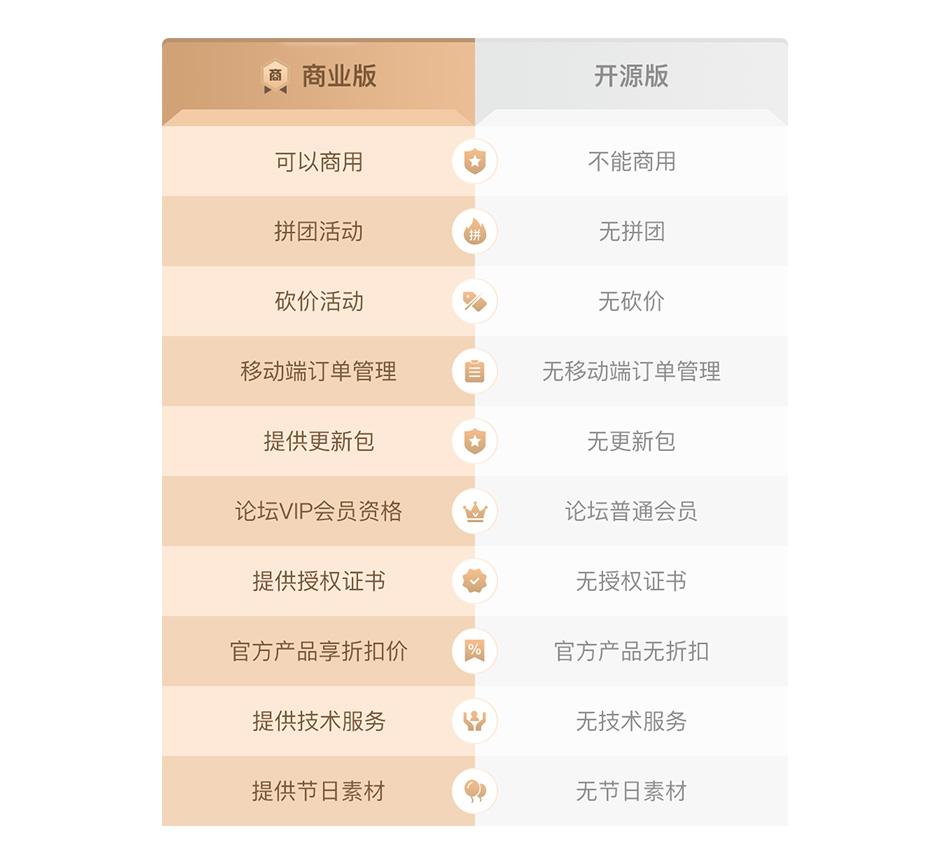 商 商业版 开源版
可以商用 不能商用
拼团活动 拼 无拼团
砍价活动 无砍价
移动端订单管理 无移动端订单管理
提供更新包 无更新包
论坛VIP会员资格 论坛普通会员
提供授权证书 无授权证书
官方产品享折扣价 % 官方产品无折扣
提供技术服务 无技术服务
提供节日素材 无节日素材